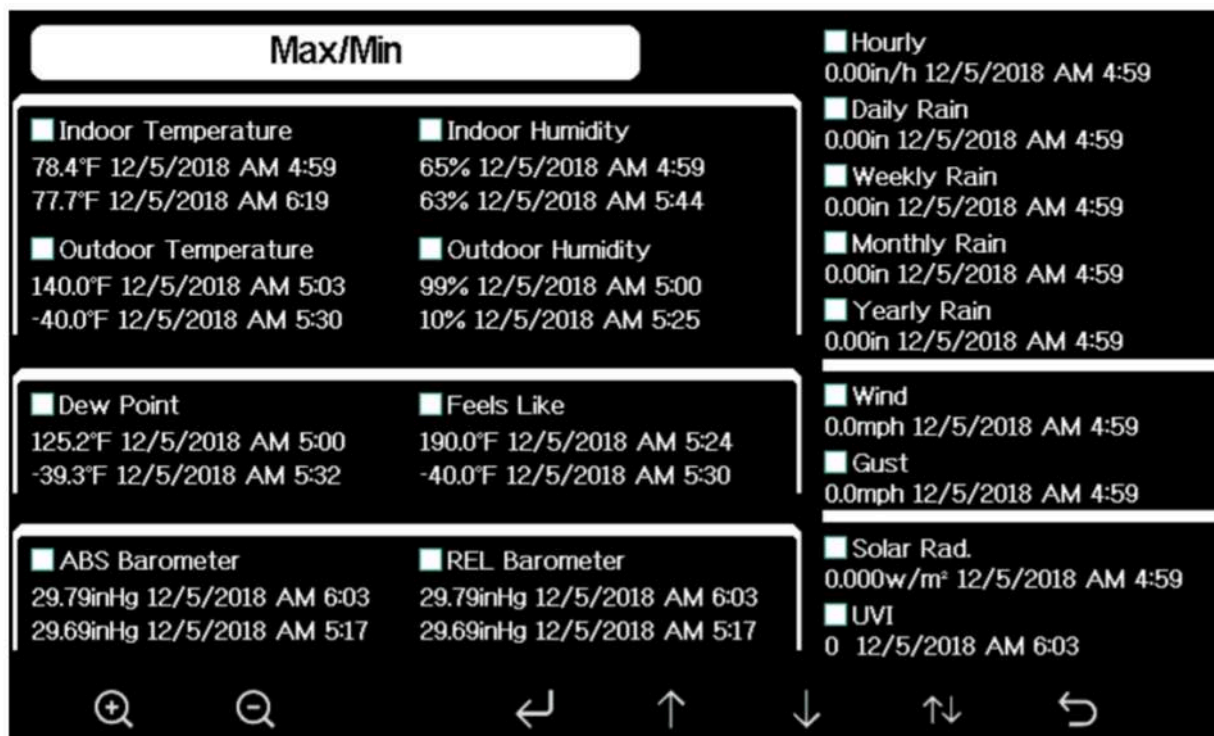 Max/Min
Indoor Temperature
78.4°F 12/5/2018 AM 4:59
77.7°F 12/5/2018 AM 6:19
Indoor Humidity
65% 12/5/2018 AM 4:59
63% 12/5/2018 AM 5:44
Outdoor Temperature
140.0°F 12/5/2018 AM 5:03
-40.0°F 12/5/2018 AM 5:30
Outdoor Humidity
99% 12/5/2018 AM 5:00
10% 12/5/2018 AM 5:25
Dew Point
125.2°F 12/5/2018 AM 5:00
-39.3°F 12/5/2018 AM 5:32
Feels Like
190.0°F 12/5/2018 AM 5:24
-40.0°F 12/5/2018 AM 5:30
ABS Barometer
29.79inHg 12/5/2018 AM 6:03
29.69inHg 12/5/2018 AM 5:17
REL Barometer
29.79inHg 12/5/2018 AM 6:03
29.69inHg 12/5/2018 AM 5:17
Hourly
0.00in/h 12/5/2018 AM 4:59
Daily Rain
0.00in 12/5/2018 AM 4:59
Weekly Rain
0.00in 12/5/2018 AM 4:59
Monthly Rain
0.00in 12/5/2018 AM 4:59
Yearly Rain
0.00in 12/5/2018 AM 4:59
Wind
0.0mph 12/5/2018 AM 4:59
Gust
0.0mph 12/5/2018 AM 4:59
Solar Rad.
0.000w/m² 12/5/2018 AM 4:59
UVI
0 12/5/2018 AM 6:03